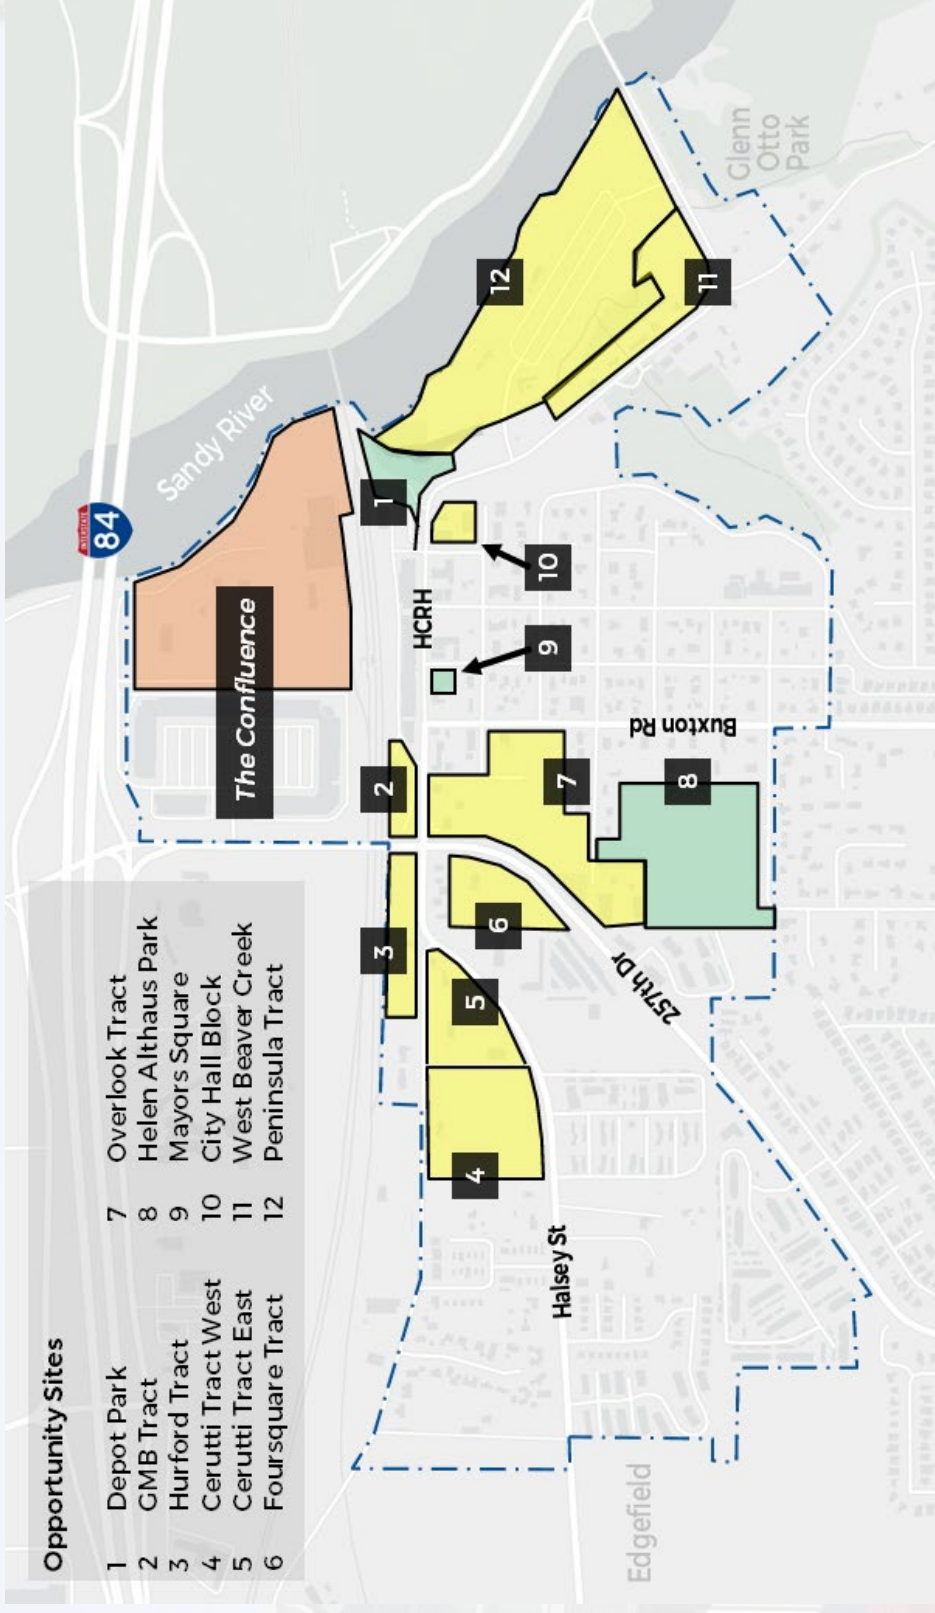 Opportunity Sites
1 Depot Park
2 GMB Tract
3 Hurford Tract
4 Cerutti Tract West
5 Cerutti Tract East
6 Foursquare Tract
7 Overlook Tract
8 Helen Althaus Park
9 Mayors Square
10 City Hall Block
11 West Beaver Creek
12 Peninsula Tract
INTERSTATE
84
Sandy River
The Confluence
1
2
3
4
5
6
7
8
9
10
11
12
HCRH
Buxton Rd
257th Dr
Halsey St
Edgefield
Glenn
Otto
Park